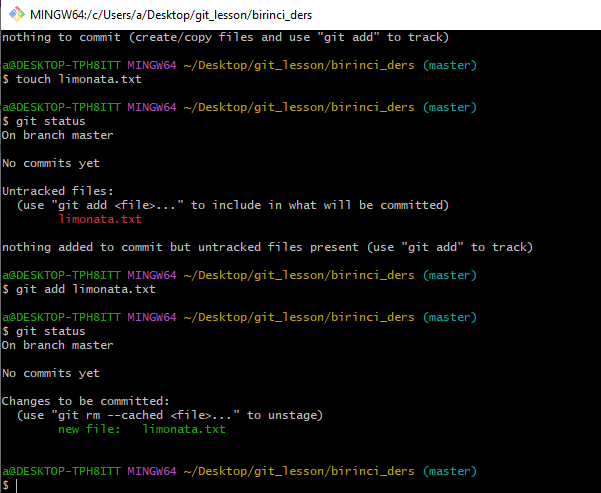 MINGW64:/c/Users/a/Desktop/git_lesson/birinci_ders
nothing to commit (create/copy files and use "git add" to track)
a@DESKTOP-TPH8ITT MINGW64 ~/Desktop/git_lesson/birinci_ders (master)
$ touch limonata.txt
a@DESKTOP-TPH8ITT MINGW64 ~/Desktop/git_lesson/birinci_ders (master)
$ git status
On branch master
No commits yet
Untracked files:
(use "git add <file>..." to include in what will be committed)
limonata.txt
nothing added to commit but untracked files present (use "git add" to track)
a@DESKTOP-TPH8ITT MINGW64 ~/Desktop/git_lesson/birinci_ders (master)
$ git add limonata.txt
a@DESKTOP-TPH8ITT MINGW64 ~/Desktop/git_lesson/birinci_ders (master)
$ git status
On branch master
No commits yet
Changes to be committed:
(use "git rm --cached <file>..." to unstage)
new file:   limonata.txt
a@DESKTOP-TPH8ITT MINGW64 ~/Desktop/git_lesson/birinci_ders (master)
$